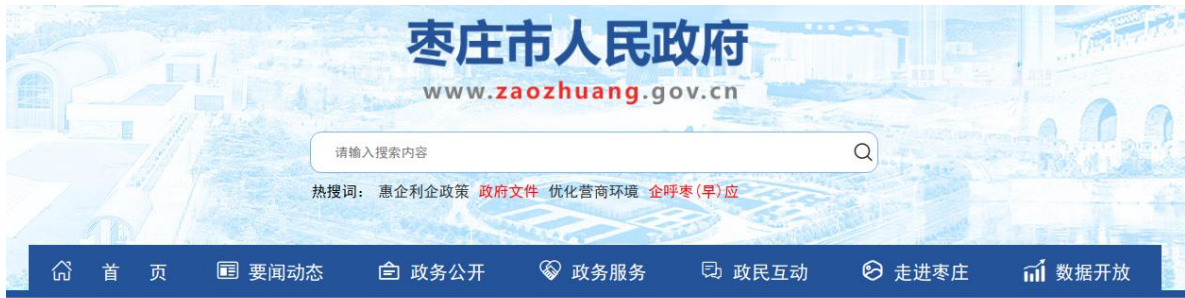 枣庄市人民政府
www.zaozhuang.gov.cn
请输入搜索内容
热搜词： 惠企利企政策 政府文件 优化营商环境 企呼枣(早)应
首 页 要闻动态 政务公开 政务服务 政民互动 走进枣庄 数据开放